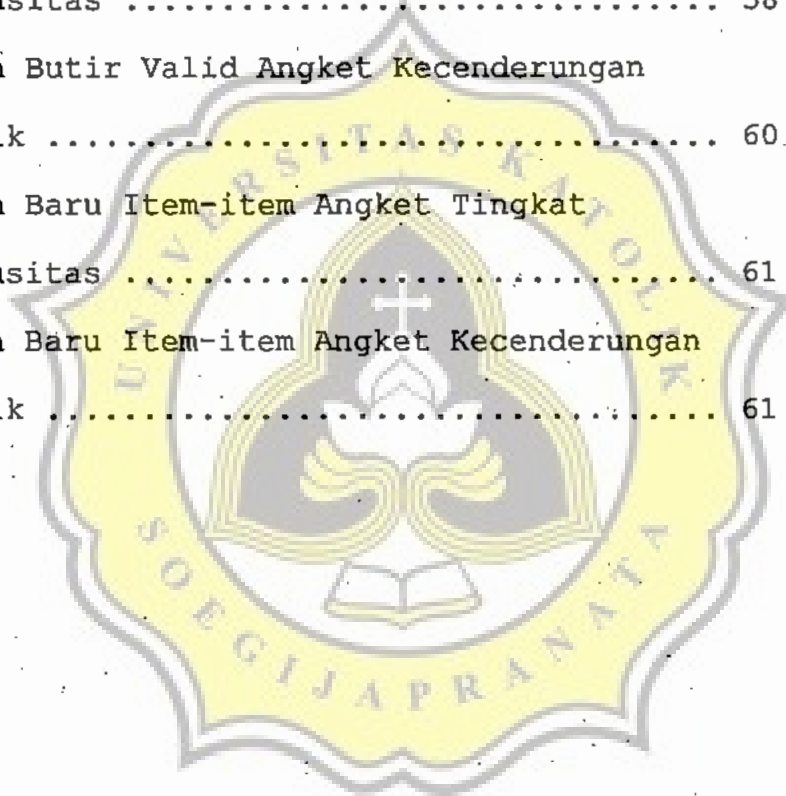 sitas ................................. 58
Butir Valid Angket Kecenderungan
k ...................................... 60
Baru Item-item Angket Tingkat
sitas ................................. 61
Baru Item-item Angket Kecenderungan
k ...................................... 61
UNIVERSITAS KATOLIK
SOEGIJAPRANATA